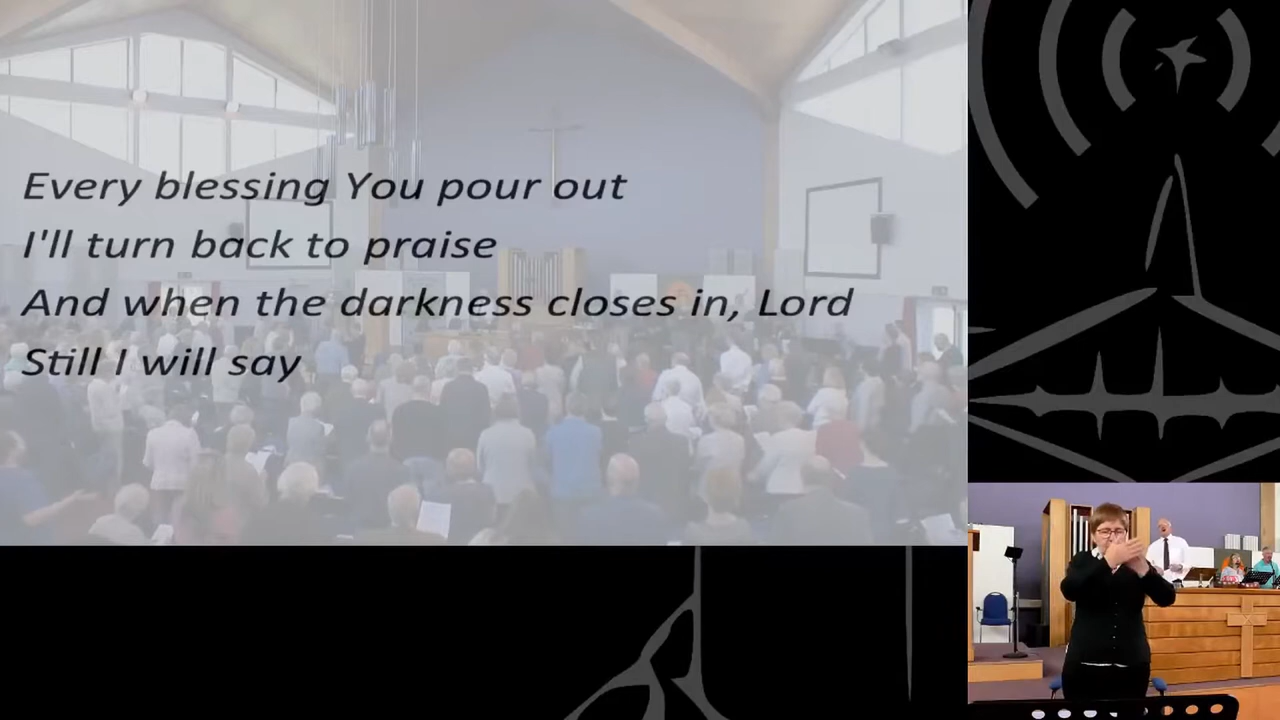 Every blessing You pour out
I'll turn back to praise
And when the darkness closes in, Lord
Still I will say